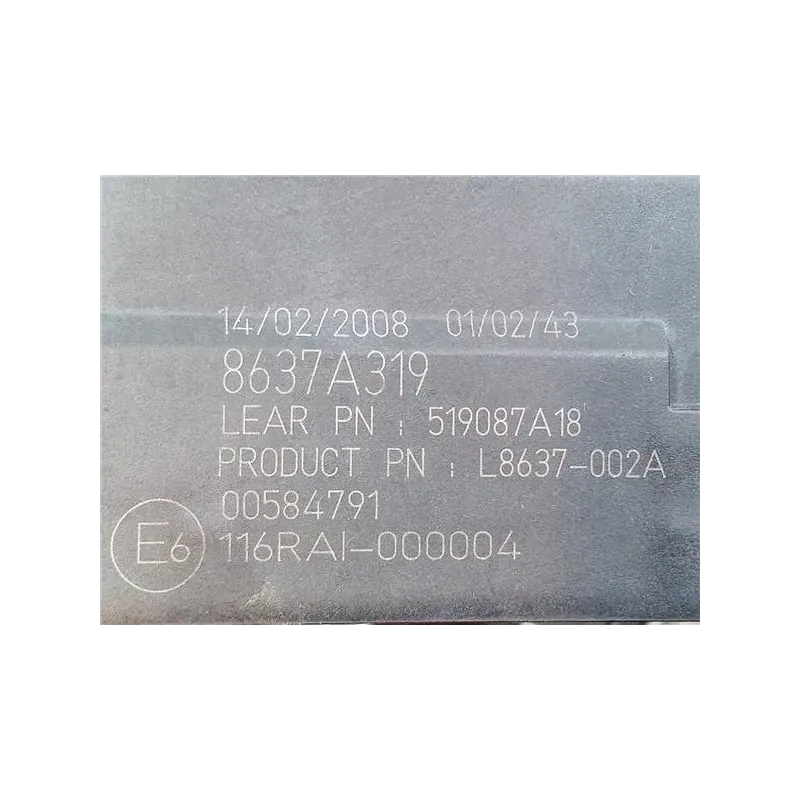 14/02/2008 01/02/43
8637A319
LEAR PN : 519087A18
PRODUCT PN : L8637-002A
00584791
E6 116RAI-000004